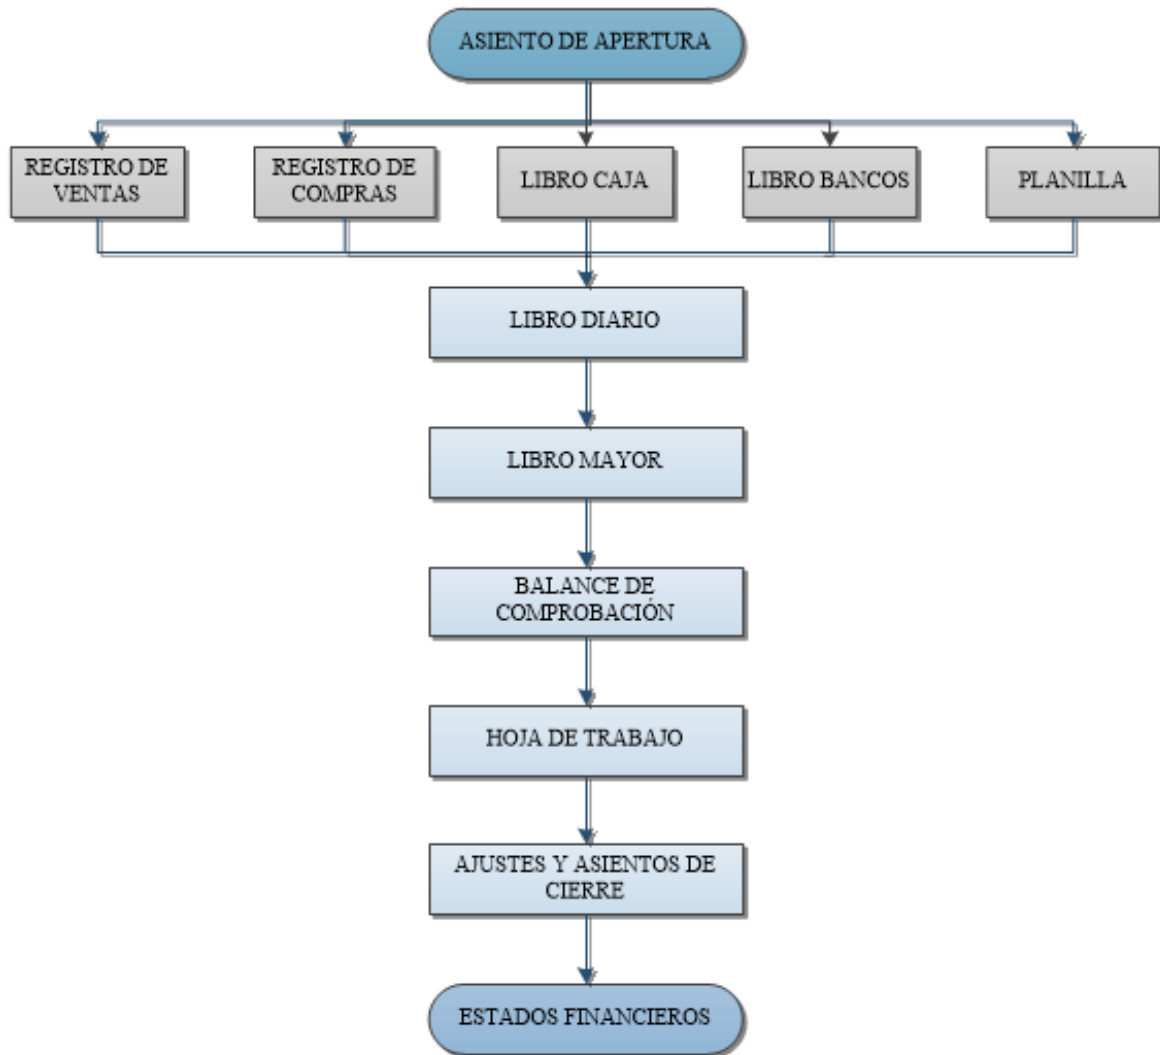 ASIENTO DE APERTURA
REGISTRO DE
VENTAS
REGISTRO DE
COMPRAS
LIBRO CAJA
LIBRO BANCOS
PLANILLA
LIBRO DIARIO
LIBRO MAYOR
BALANCE DE
COMPROBACIÓN
HOJA DE TRABAJO
AJUSTES Y ASIENTOS DE
CIERRE
ESTADOS FINANCIEROS